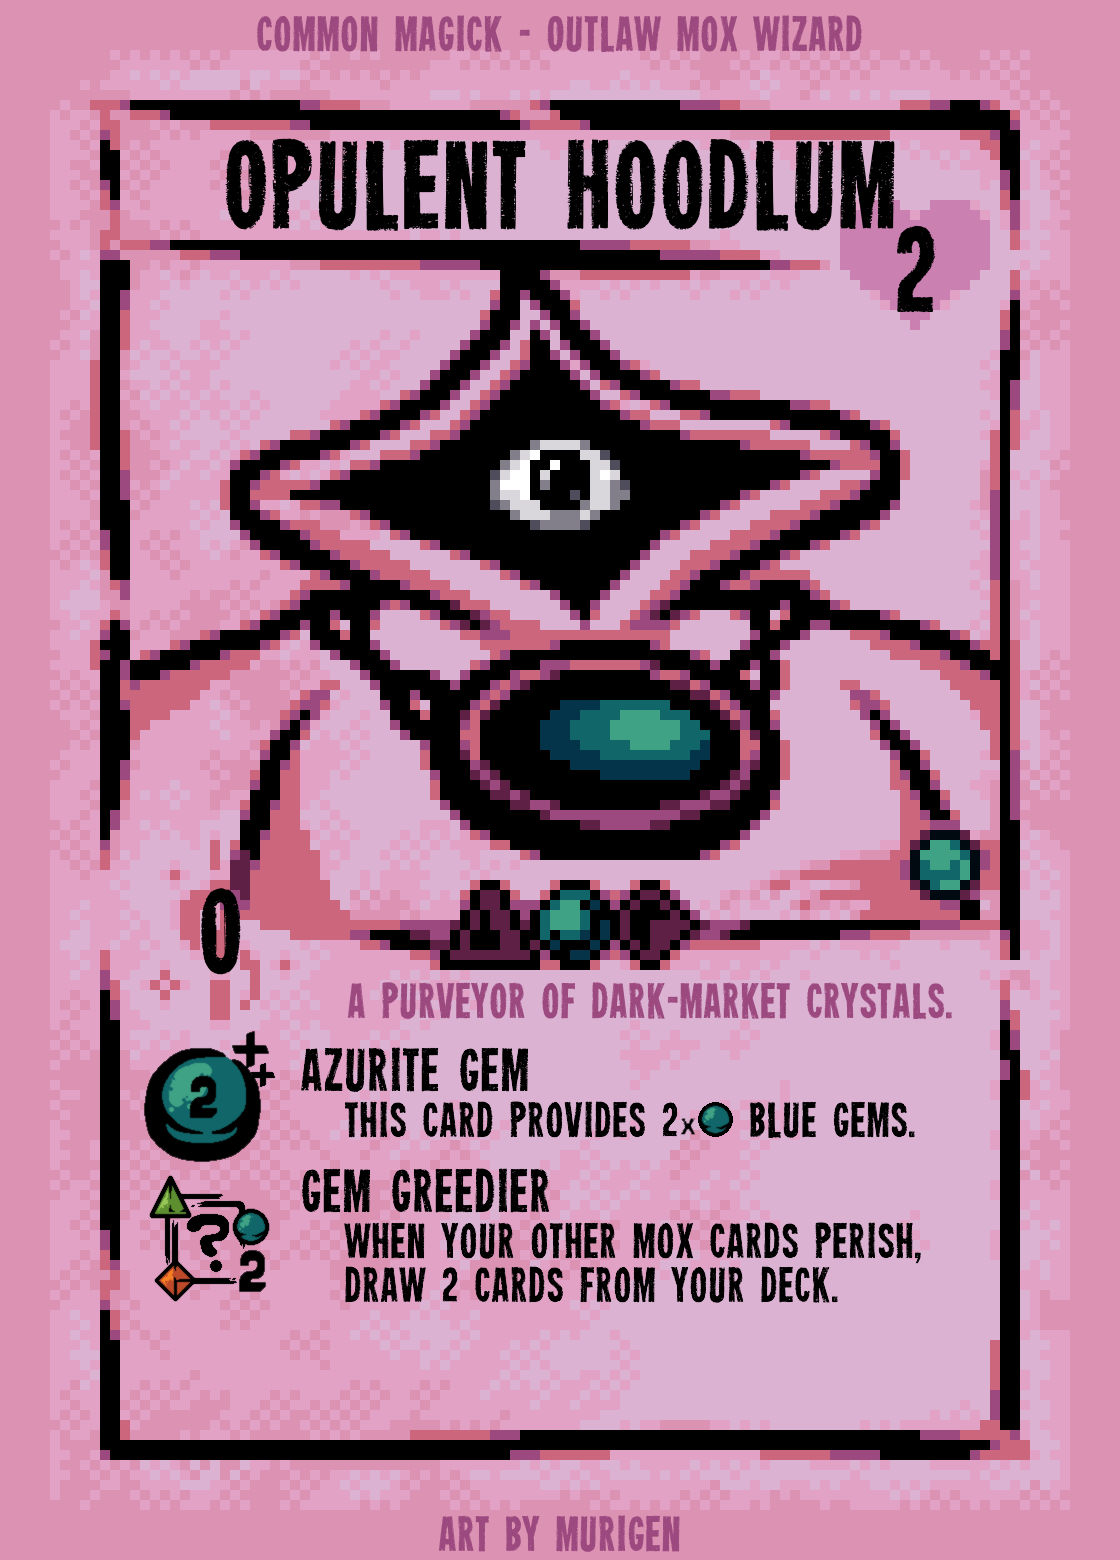 COMMON MAGICK - OUTLAW MOX WIZARD
OPULENT HOODLUM
2
0
A PURVEYOR OF DARK-MARKET CRYSTALS.
2
AZURITE GEM
THIS CARD PROVIDES 2x BLUE GEMS.
GEM GREEDIER
?
2
WHEN YOUR OTHER MOX CARDS PERISH,
DRAW 2 CARDS FROM YOUR DECK.
ART BY MURIGEN